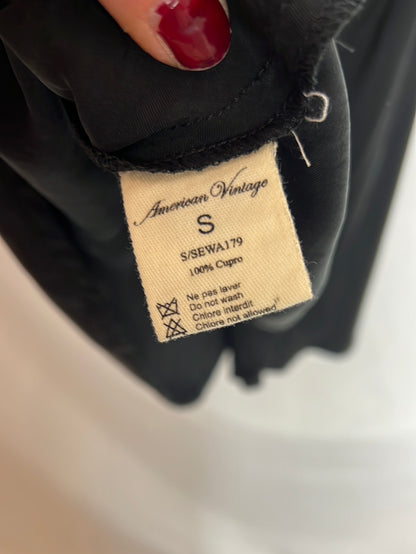 American Vintage
S
S/SEWA179
100% Cupro
Ne pas laver
Do not wash
Chlore interdit
Chlore not allowed